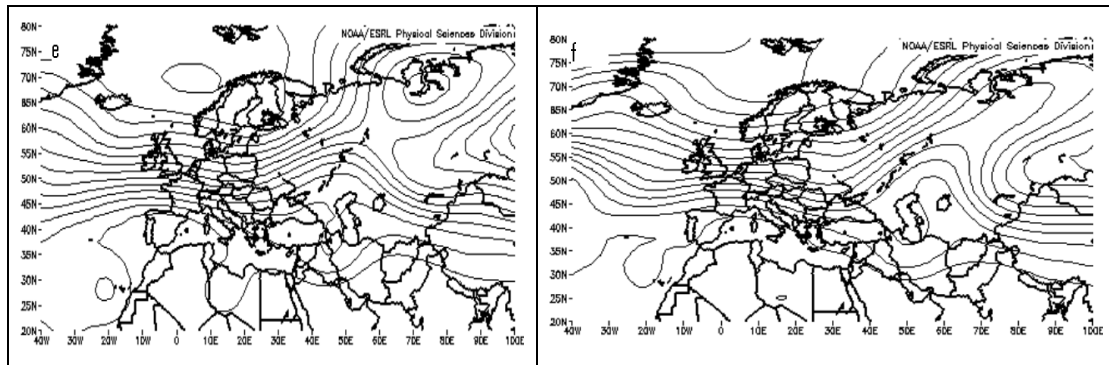 _e
NOAA/ESRL Physical Sciences Division
80N
75N
70N
65N
60N
55N
50N
45N
40N
35N
30N
25N
20N
40W 30W 20W 10W 0 10E 20E 30E 40E 50E 60E 70E 80E 90E 100E
f
NOAA/ESRL Physical Sciences Division
80N
75N
70N
65N
60N
55N
50N
45N
40N
35N
30N
25N
20N
40W 30W 20W 10W 0 10E 20E 30E 40E 50E 60E 70E 80E 90E 100E